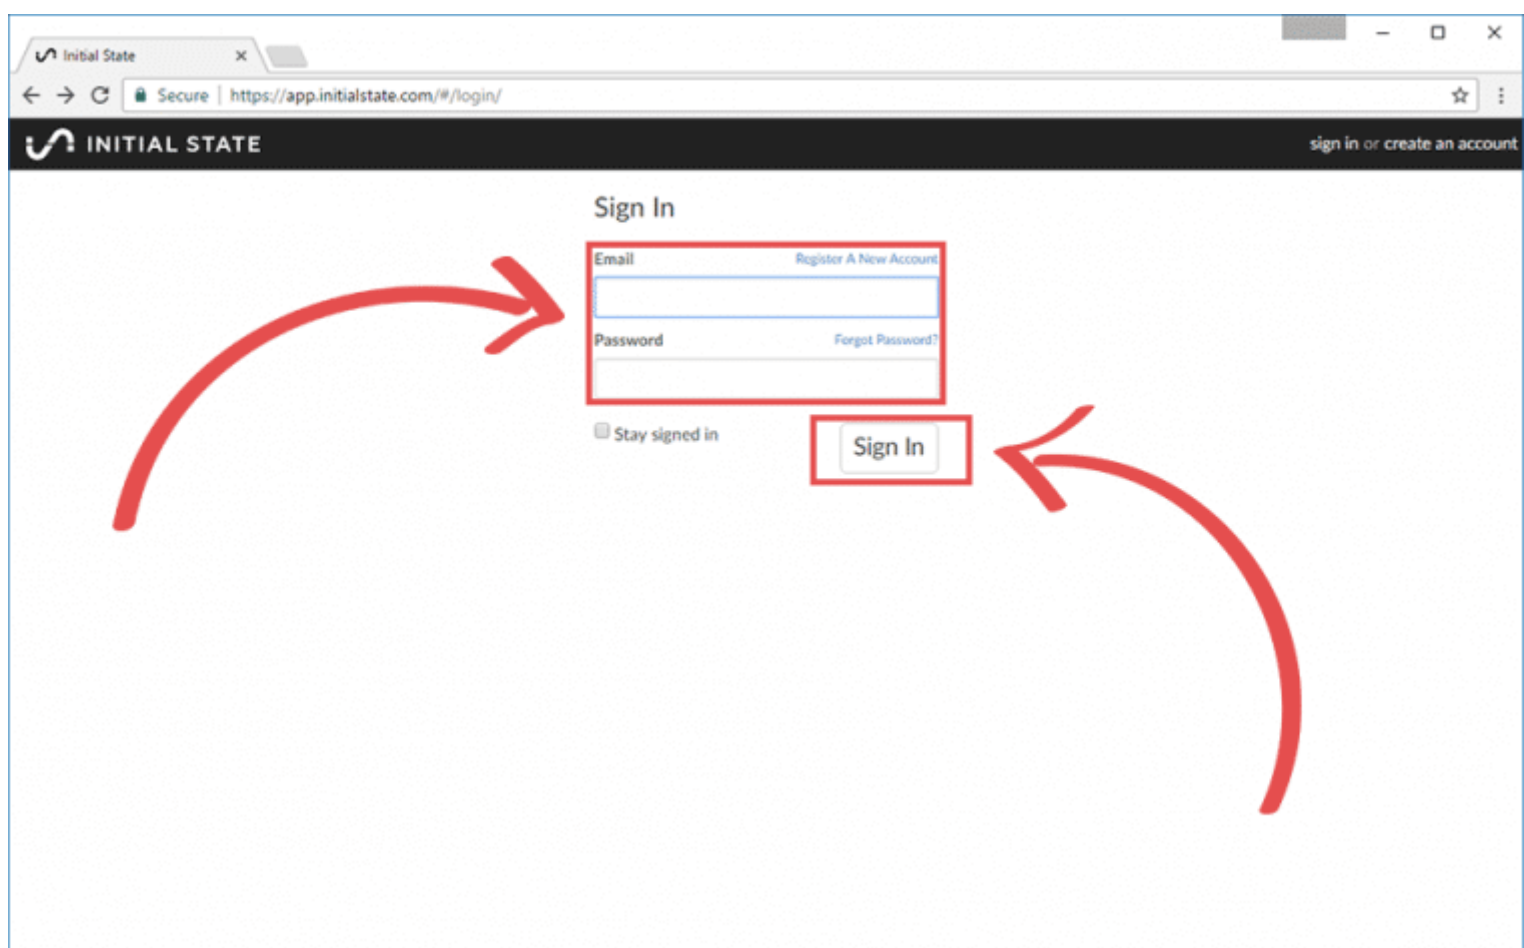 Initial State
Secure | https://app.initialstate.com/#/login/
INITIAL STATE
sign in or create an account
Sign In
Email
Register A New Account
Password
Forgot Password?
Stay signed in
Sign In